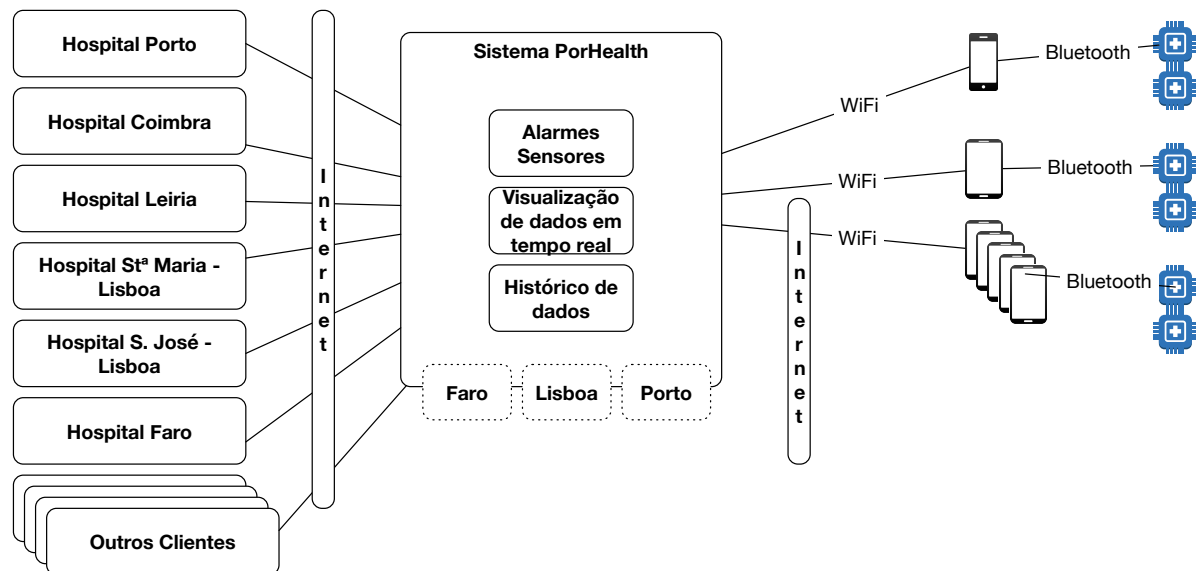 Hospital Porto
Hospital Coimbra
Hospital Leiria
Hospital Stª Maria -
Lisboa
Hospital S. José -
Lisboa
Hospital Faro
Outros Clientes
Internet
Sistema PorHealth
Alarmes
Sensores
Visualização
de dados em
tempo real
Histórico de
dados
Faro
Lisboa
Porto
Internet
WiFi
WiFi
WiFi
Bluetooth
Bluetooth
Bluetooth